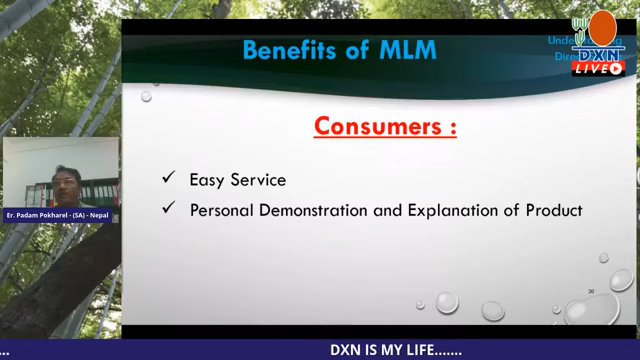 Benefits of MLM
DXN
LIVE
Consumers :
Easy Service
Personal Demonstration and Explanation of Product
Er. Padam Pokharel - (SA) - Nepal
30
... DXN IS MY LIFE.......